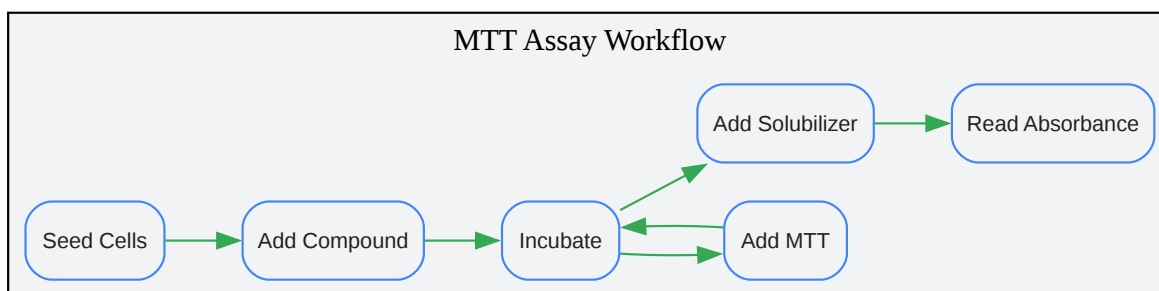 MTT Assay Workflow
Add Solubilizer
Read Absorbance
Seed Cells
Add Compound
Incubate
Add MTT